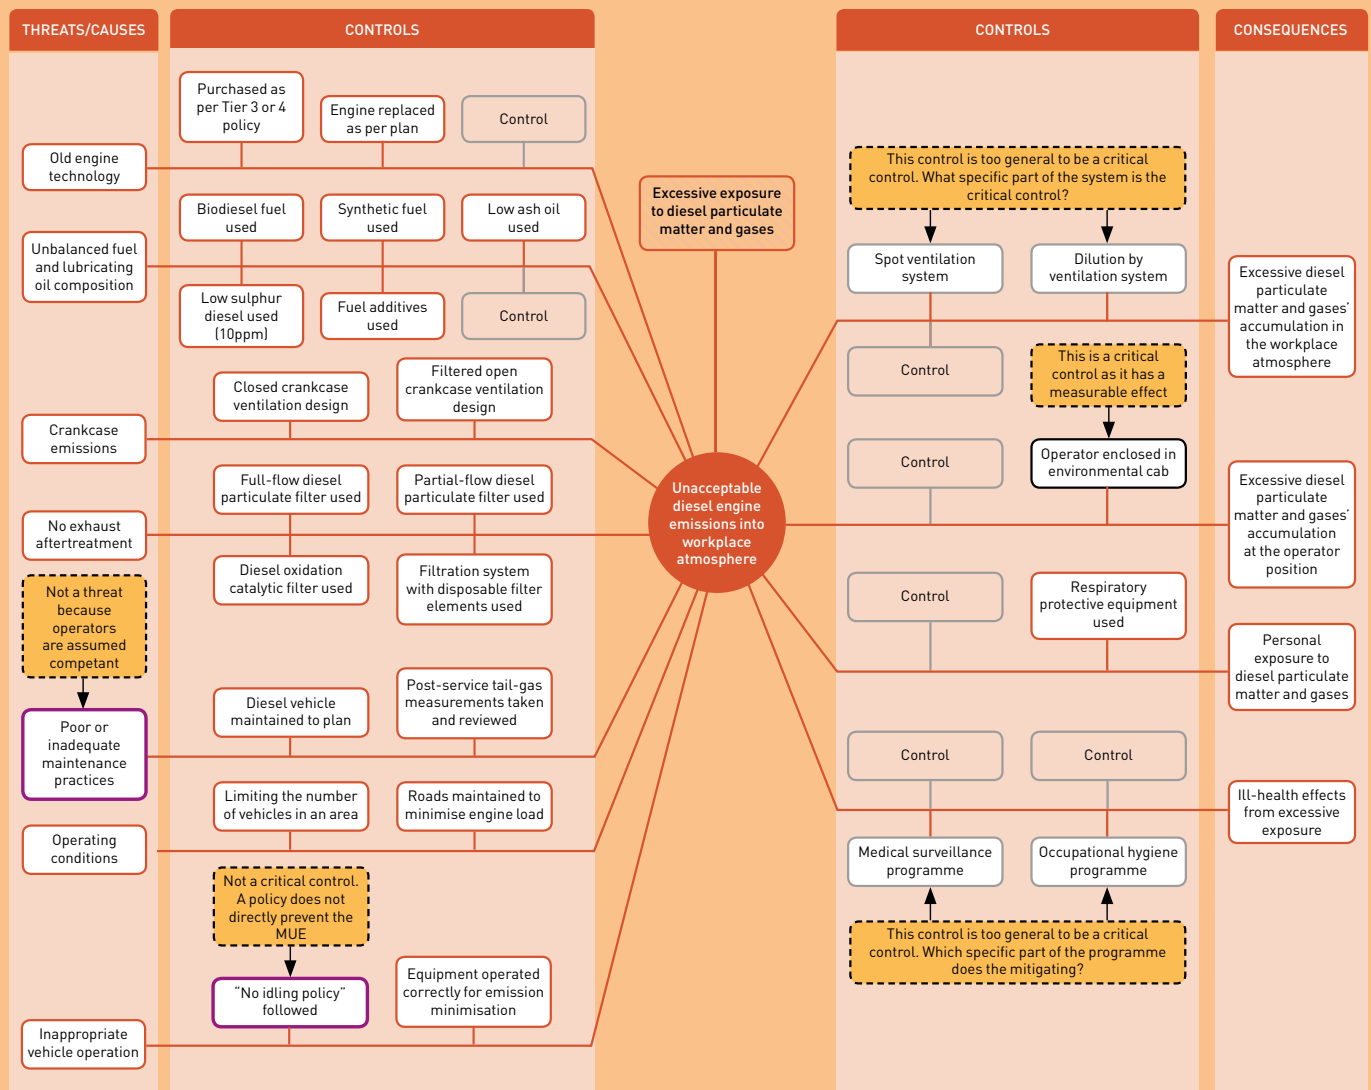 THREATS/CAUSES
CONTROLS
CONTROLS
CONSEQUENCES
Purchased as
per Tier 3 or 4
policy
Engine replaced
as per plan
Control
Old engine
technology
Biodiesel fuel
used
Synthetic fuel
used
Low ash oil
used
Unbalanced fuel
and lubricating
oil composition
Low sulphur
diesel used
(10ppm)
Fuel additives
used
Control
Closed crankcase
ventilation design
Filtered open
crankcase ventilation
design
Crankcase
emissions
Full-flow diesel
particulate filter used
Partial-flow diesel
particulate filter used
No exhaust
aftertreatment
Diesel oxidation
catalytic filter used
Filtration system
with disposable filter
elements used
Not a threat
because
operators
are assumed
competant
Poor or
inadequate
maintenance
practices
Diesel vehicle
maintained to plan
Post-service tail-gas
measurements taken
and reviewed
Limiting the number
of vehicles in an area
Roads maintained to
minimise engine load
Operating
conditions
Not a critical control.
A policy does not
directly prevent the
MUE
"No idling policy"
followed
Equipment operated
correctly for emission
minimisation
Inappropriate
vehicle operation
Excessive exposure
to diesel particulate
matter and gases
Unacceptable
diesel engine
emissions into
workplace
atmosphere
This control is too general to be a critical
control. What specific part of the system is the
critical control?
Spot ventilation
system
Dilution by
ventilation system
Excessive diesel
particulate
matter and gases'
accumulation in
the workplace
atmosphere
Control
This is a critical
control as it has a
measurable effect
Control
Operator enclosed in
environmental cab
Excessive diesel
particulate
matter and gases'
accumulation
at the operator
position
Control
Respiratory
protective equipment
used
Personal
exposure to
diesel particulate
matter and gases
Control
Control
Ill-health effects
from excessive
exposure
Medical surveillance
programme
Occupational hygiene
programme
This control is too general to be a critical
control. Which specific part of the programme
does the mitigating?